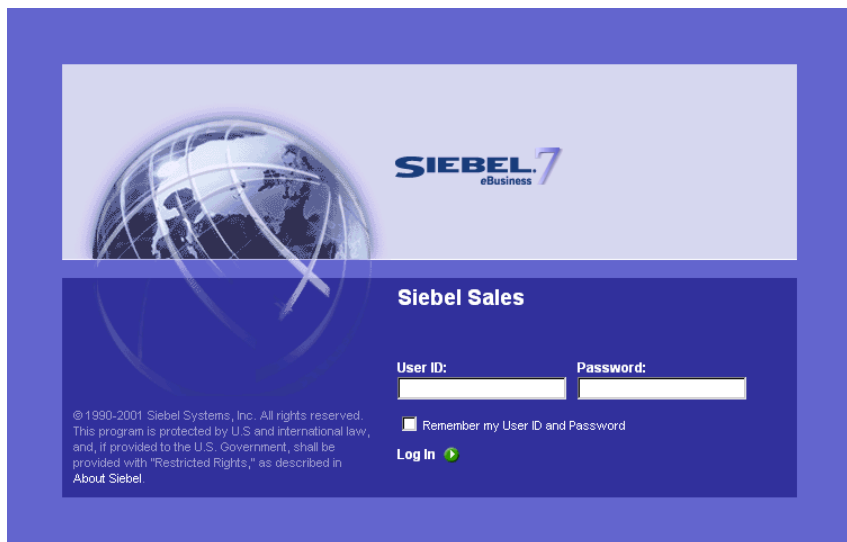 SIEBEL. 7
eBusiness
Siebel Sales
User ID: Password:
Remember my User ID and Password
Log In
© 1990-2001 Siebel Systems, Inc. All rights reserved.
This program is protected by U.S and international law,
and, if provided to the U.S. Government, shall be
provided with "Restricted Rights," as described in
About Siebel.